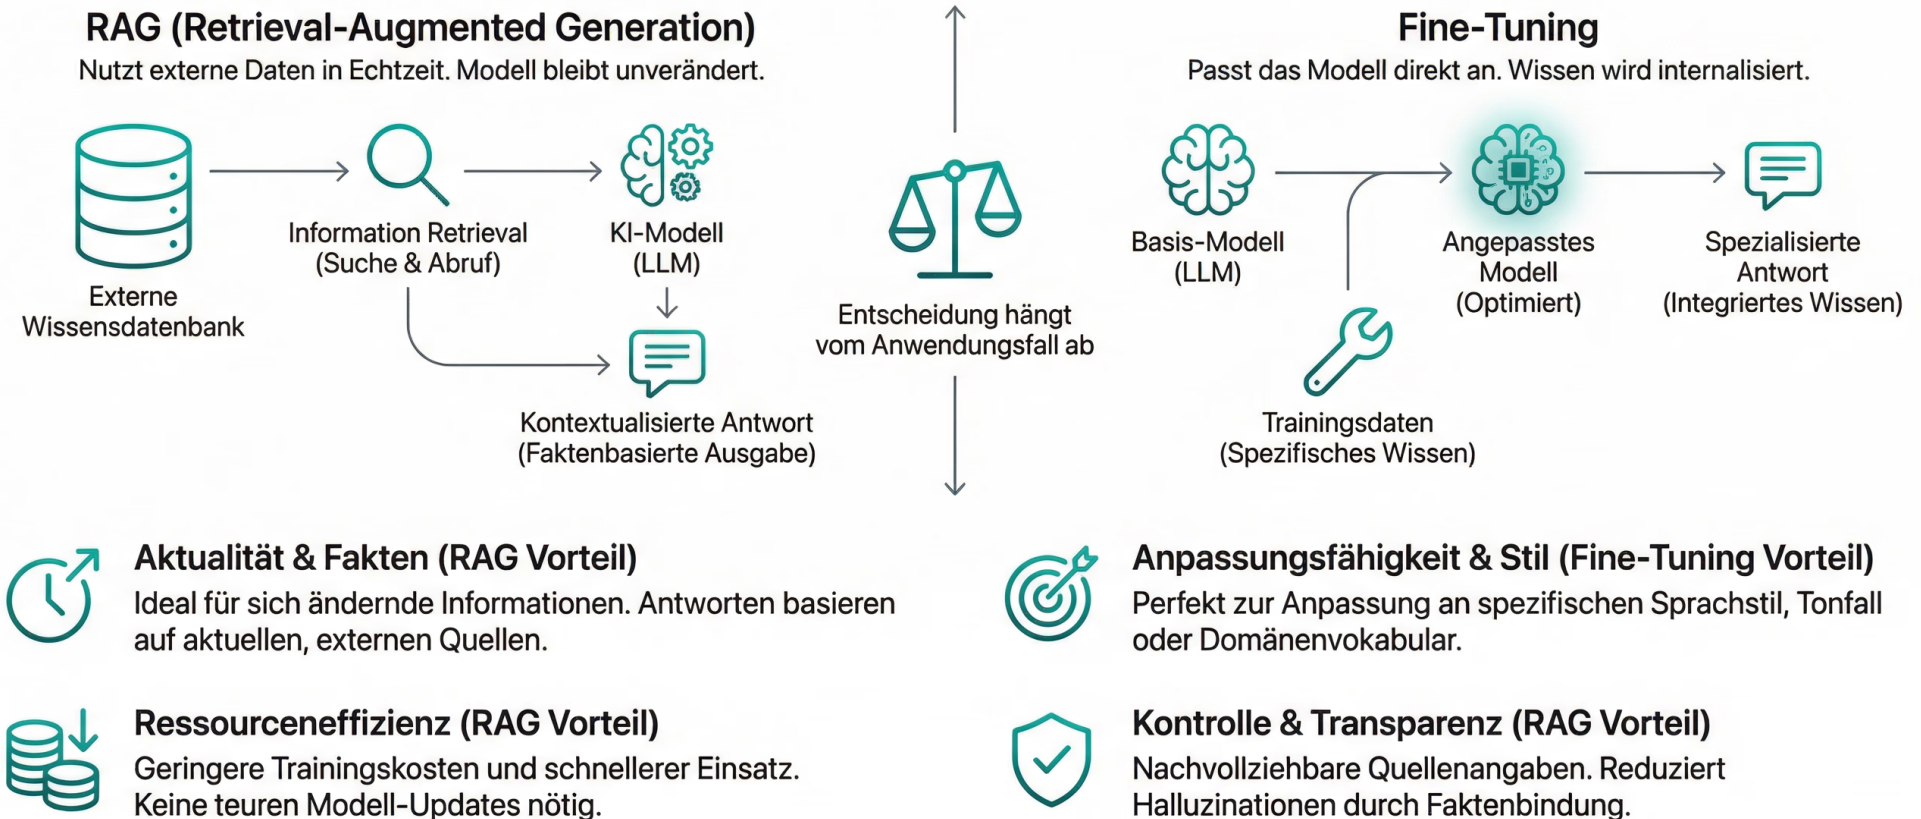 RAG (Retrieval-Augmented Generation)
Nutzt externe Daten in Echtzeit. Modell bleibt unverändert.
Externe
Wissensdatenbank
Information Retrieval
(Suche & Abruf)
KI-Modell
(LLM)
Kontextualisierte Antwort
(Faktenbasierte Ausgabe)
Entscheidung hängt
vom Anwendungsfall ab
Fine-Tuning
Passt das Modell direkt an. Wissen wird internalisiert.
Basis-Modell
(LLM)
Trainingsdaten
(Spezifisches Wissen)
Angepasstes
Modell
(Optimiert)
Spezialisierte
Antwort
(Integriertes Wissen)
Aktualität & Fakten (RAG Vorteil)
Ideal für sich ändernde Informationen. Antworten basieren
auf aktuellen, externen Quellen.
Anpassungsfähigkeit & Stil (Fine-Tuning Vorteil)
Perfekt zur Anpassung an spezifischen Sprachstil, Tonfall
oder Domänenvokabular.
Ressourceneffizienz (RAG Vorteil)
Geringere Trainingskosten und schnellerer Einsatz.
Keine teuren Modell-Updates nötig.
Kontrolle & Transparenz (RAG Vorteil)
Nachvollziehbare Quellenangaben. Reduziert
Halluzinationen durch Faktenbindung.